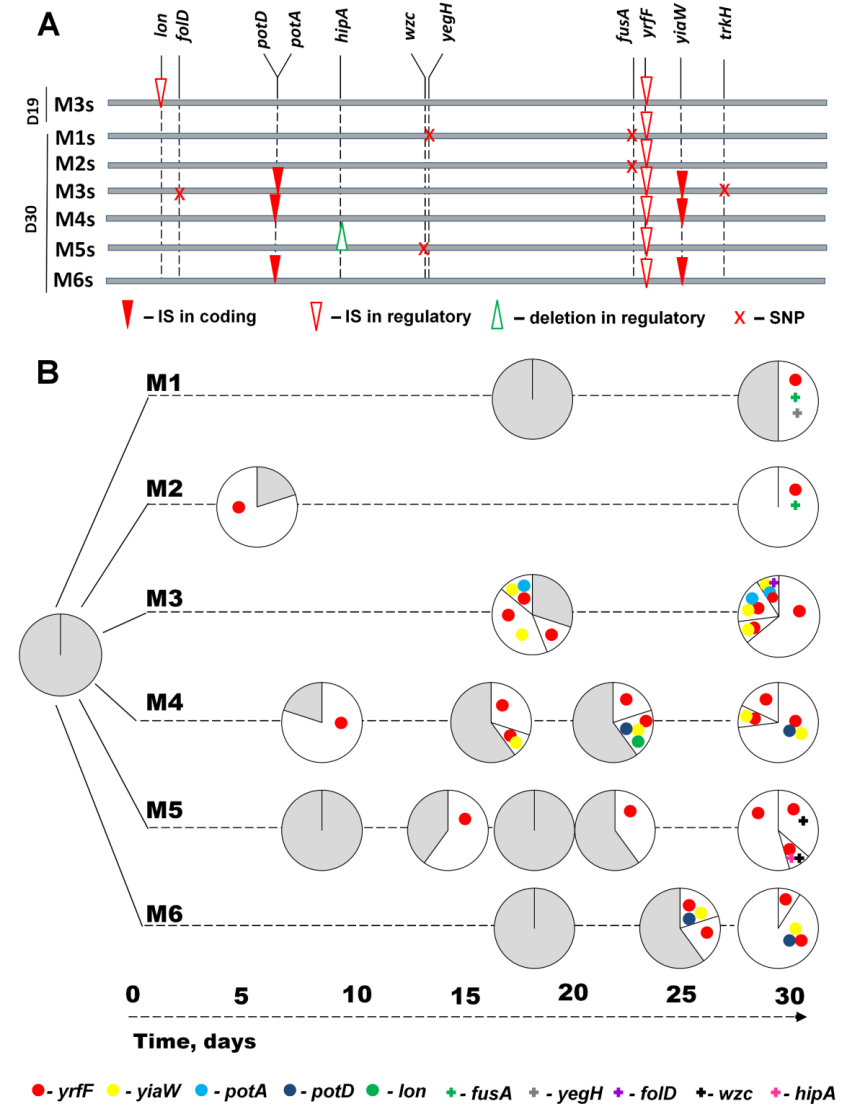 A
lon folD potD potA hipA wzc yegH fusA yrfF yiaW trkH
D19 M3s
D30
M1s
M2s
M3s
M4s
M5s
M6s
– IS in coding – IS in regulatory – deletion in regulatory x – SNP
B
M1
M2
M3
M4
M5
M6
0 5 10 15 20 25 30
Time, days
- yrfF - yiaW - potA - potD - lon - fusA - yegH - folD - wzc - hipA